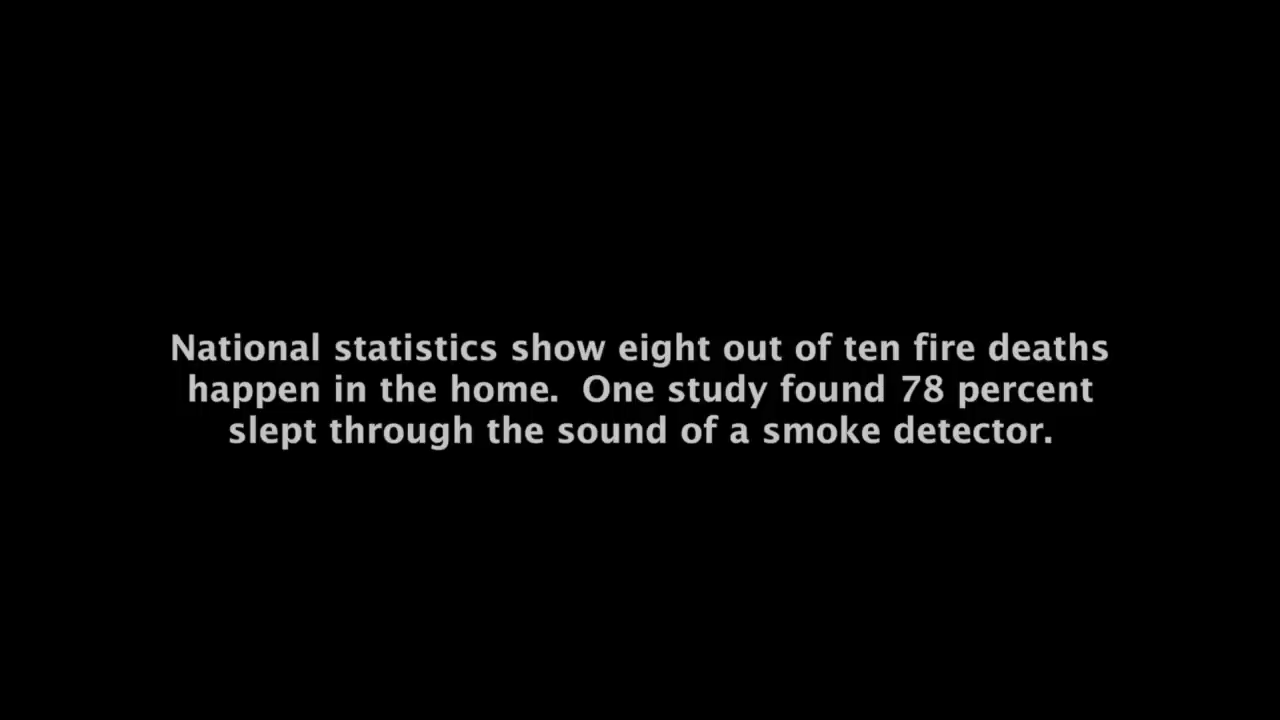 National statistics show eight out of ten fire deaths
happen in the home.  One study found 78 percent
slept through the sound of a smoke detector.